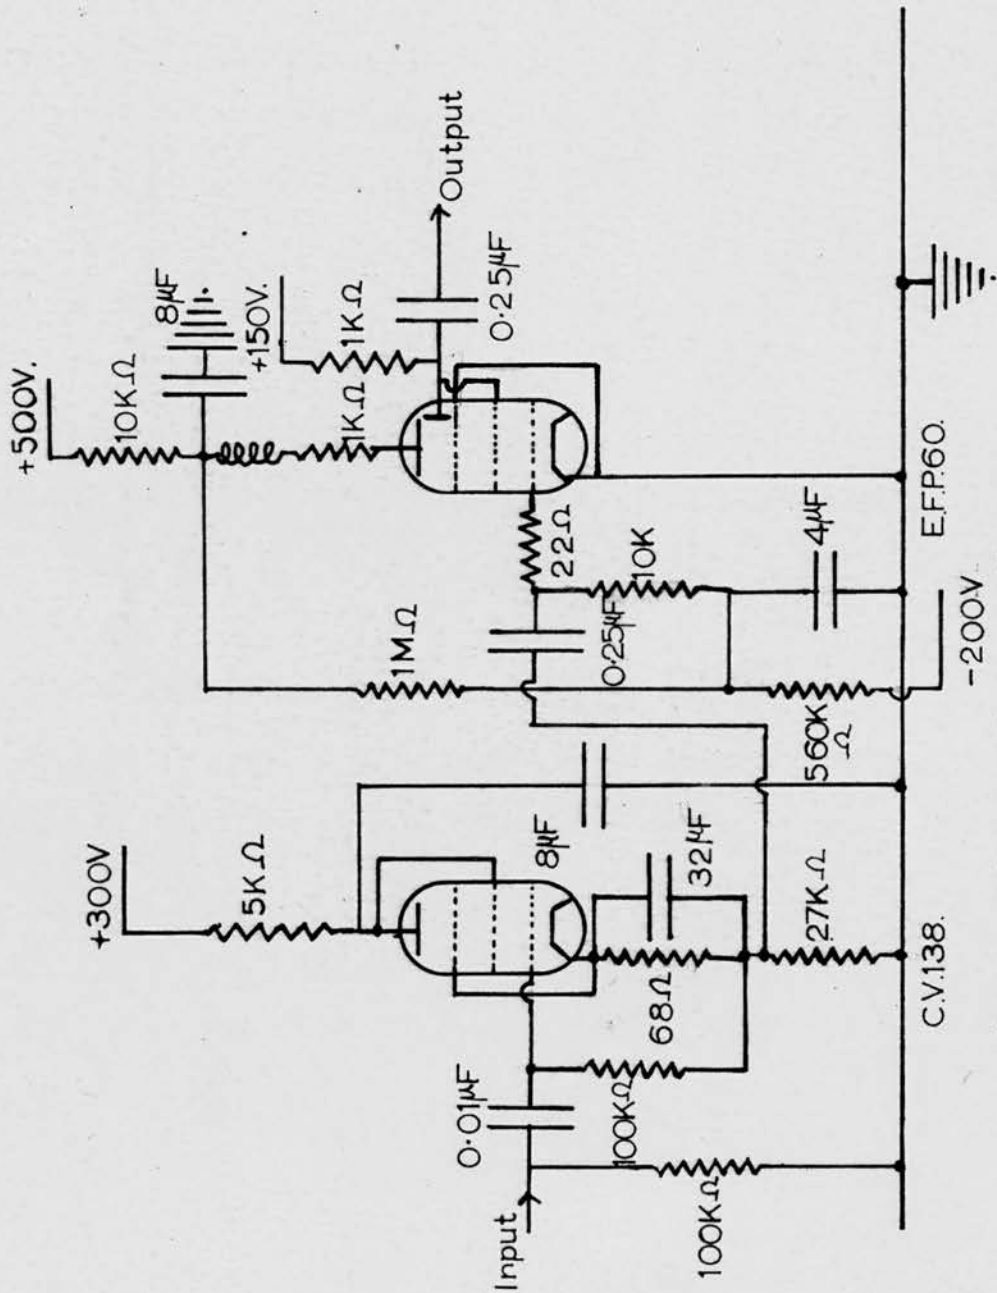 +500V.
10KΩ
8μF
+300V
+150V.
5KΩ
1MΩ
1KΩ
1KΩ
Output
0·25μF
0·01μF
Input
22Ω
0·25μF
8μF
10K
100KΩ
68Ω
32μF
100KΩ
27KΩ
560K
Ω
4μF
C.V.138.
-200V
E.F.P.60.